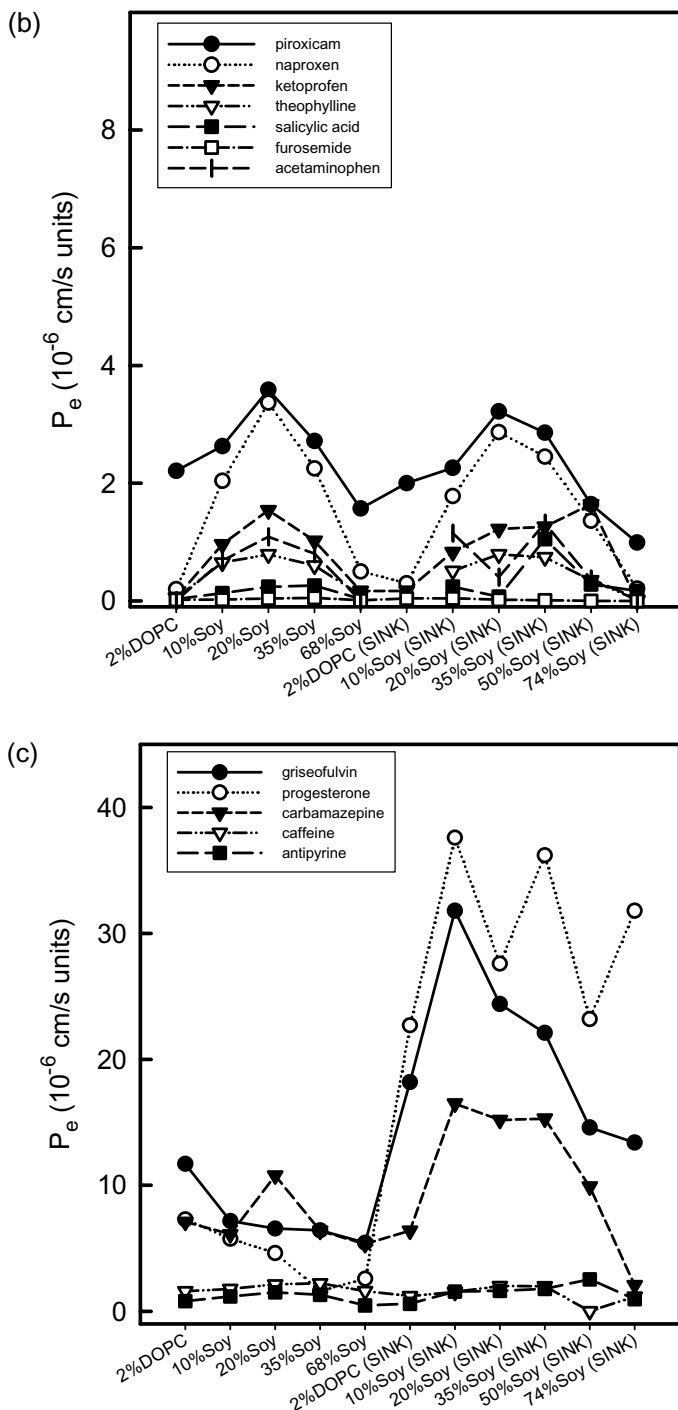 (b)
piroxicam
naproxen
ketoprofen
theophylline
salicylic acid
furosemide
acetaminophen
8
6
4
2
0
Pe (10-6 cm/s units)
2%DOPC
10%Soy
20%Soy
35%Soy
68%Soy
2%DOPC (SINK)
10%Soy (SINK)
20%Soy (SINK)
35%Soy (SINK)
50%Soy (SINK)
74%Soy (SINK)
(c)
griseofulvin
progesterone
carbamazepine
caffeine
antipyrine
40
30
20
10
0
Pe (10-6 cm/s units)
2%DOPC
10%Soy
20%Soy
35%Soy
68%Soy
2%DOPC (SINK)
10%Soy (SINK)
20%Soy (SINK)
35%Soy (SINK)
50%Soy (SINK)
74%Soy (SINK)